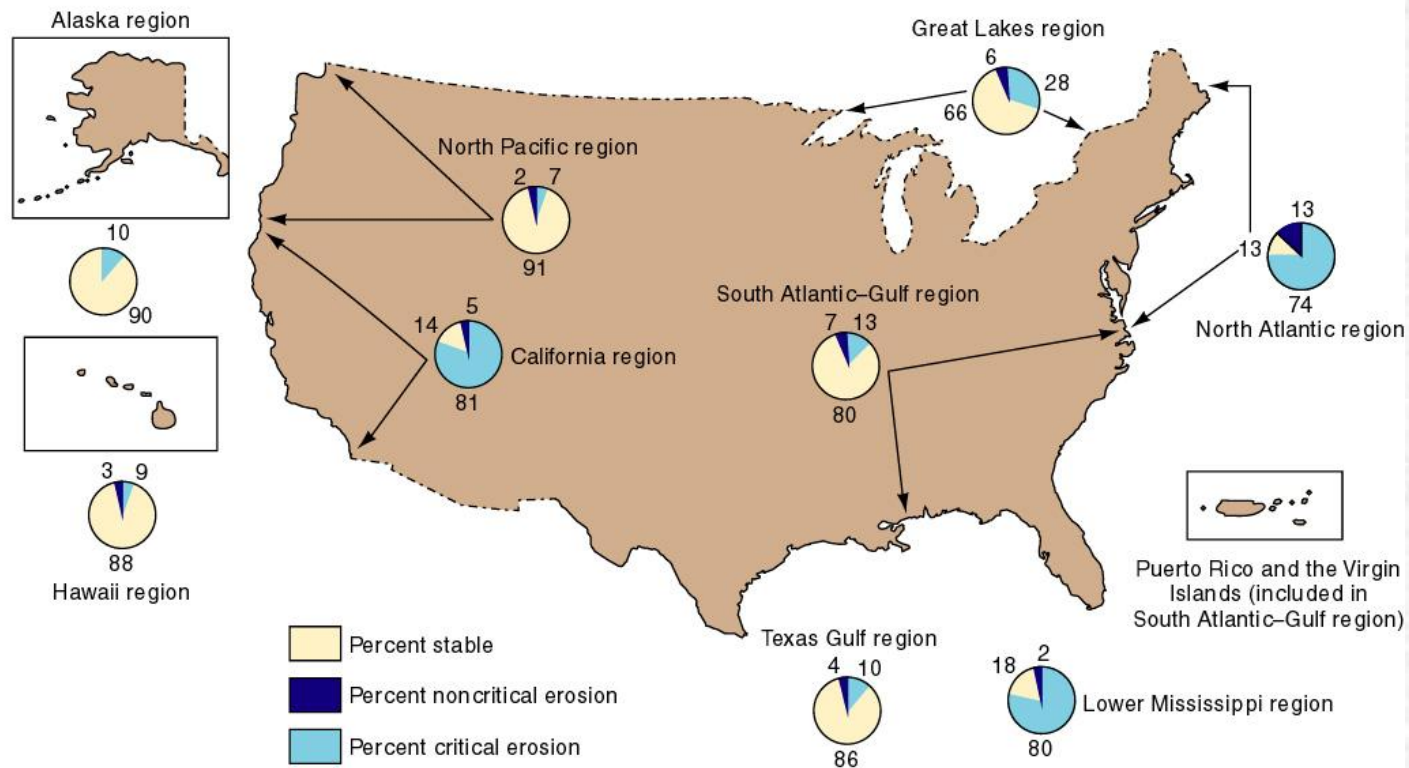 Alaska region
10
90
3 9
88
Hawaii region
North Pacific region
2 7
91
14 5
81
California region
Great Lakes region
6
28
66
13
13
74
North Atlantic region
South Atlantic–Gulf region
7 13
80
Puerto Rico and the Virgin
Islands (included in
South Atlantic–Gulf region)
Percent stable
Percent noncritical erosion
Percent critical erosion
Texas Gulf region
4 10
86
18 2
80
Lower Mississippi region